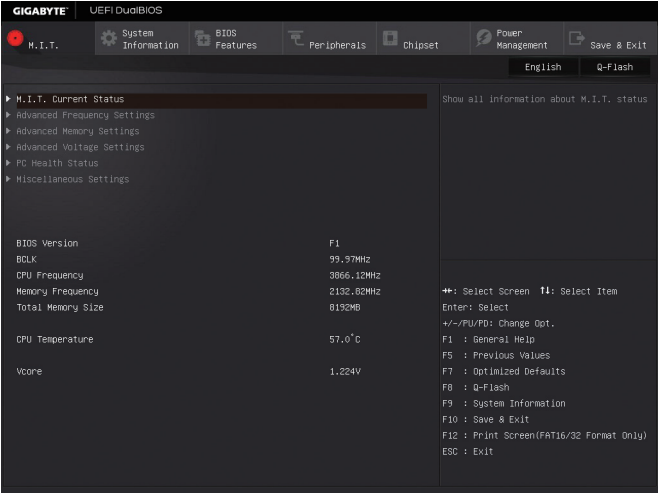 GIGABYTE™ UEFI DualBIOS
M.I.T.
System Information
BIOS Features
Peripherals
Chipset
Power Management
Save & Exit
English
Q-Flash
M.I.T. Current Status
Advanced Frequency Settings
Advanced Memory Settings
Advanced Voltage Settings
PC Health Status
Miscellaneous Settings
BIOS Version F1
BCLK 99.97MHz
CPU Frequency 3866.12MHz
Memory Frequency 2132.82MHz
Total Memory Size 8192MB
CPU Temperature 57.0°C
Vcore 1.224V
Show all information about M.I.T. status
→←: Select Screen ↑↓: Select Item
Enter: Select
+/-/PU/PD: Change Opt.
F1 : General Help
F5 : Previous Values
F7 : Optimized Defaults
F8 : Q-Flash
F9 : System Information
F10 : Save & Exit
F12 : Print Screen(FAT16/32 Format Only)
ESC : Exit